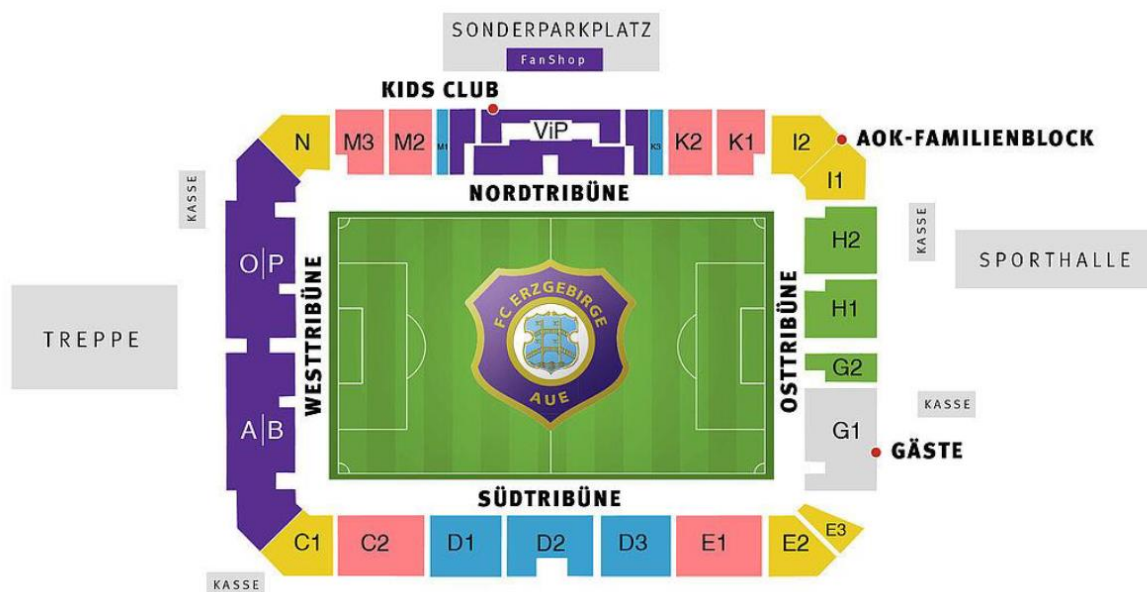 SONDERPARKPLATZ
FanShop
KIDS CLUB
N
M3
M2
M1
ViP
K3
K2
K1
I2
AOK-FAMILIENBLOCK
I1
NORDTRIBÜNE
KASSE
KASSE
H2
SPORTHALLE
O|P
TREPPE
WESTTRIBÜNE
FC ERZGEBIRGE
AUE
OSTTRIBÜNE
H1
G2
KASSE
A|B
G1
GÄSTE
SÜDTRIBÜNE
C1
C2
D1
D2
D3
E1
E2
E3
KASSE